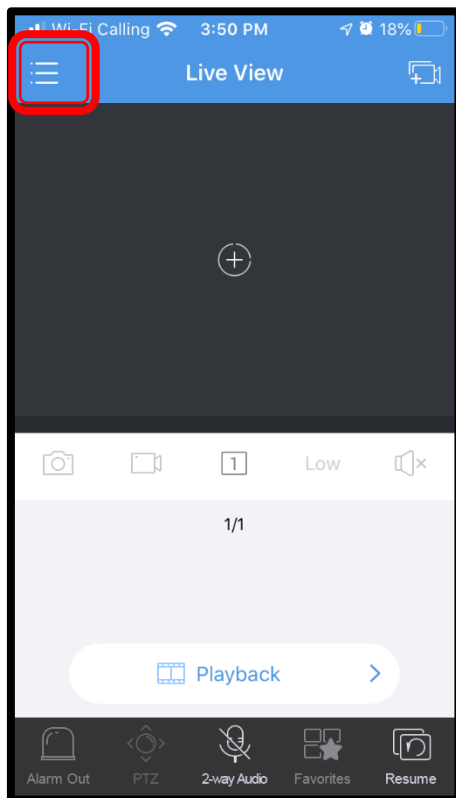 Wi-Fi Calling 3:50 PM 18%
Live View
1 Low
1/1
Playback
Alarm Out PTZ 2-way Audio Favorites Resume